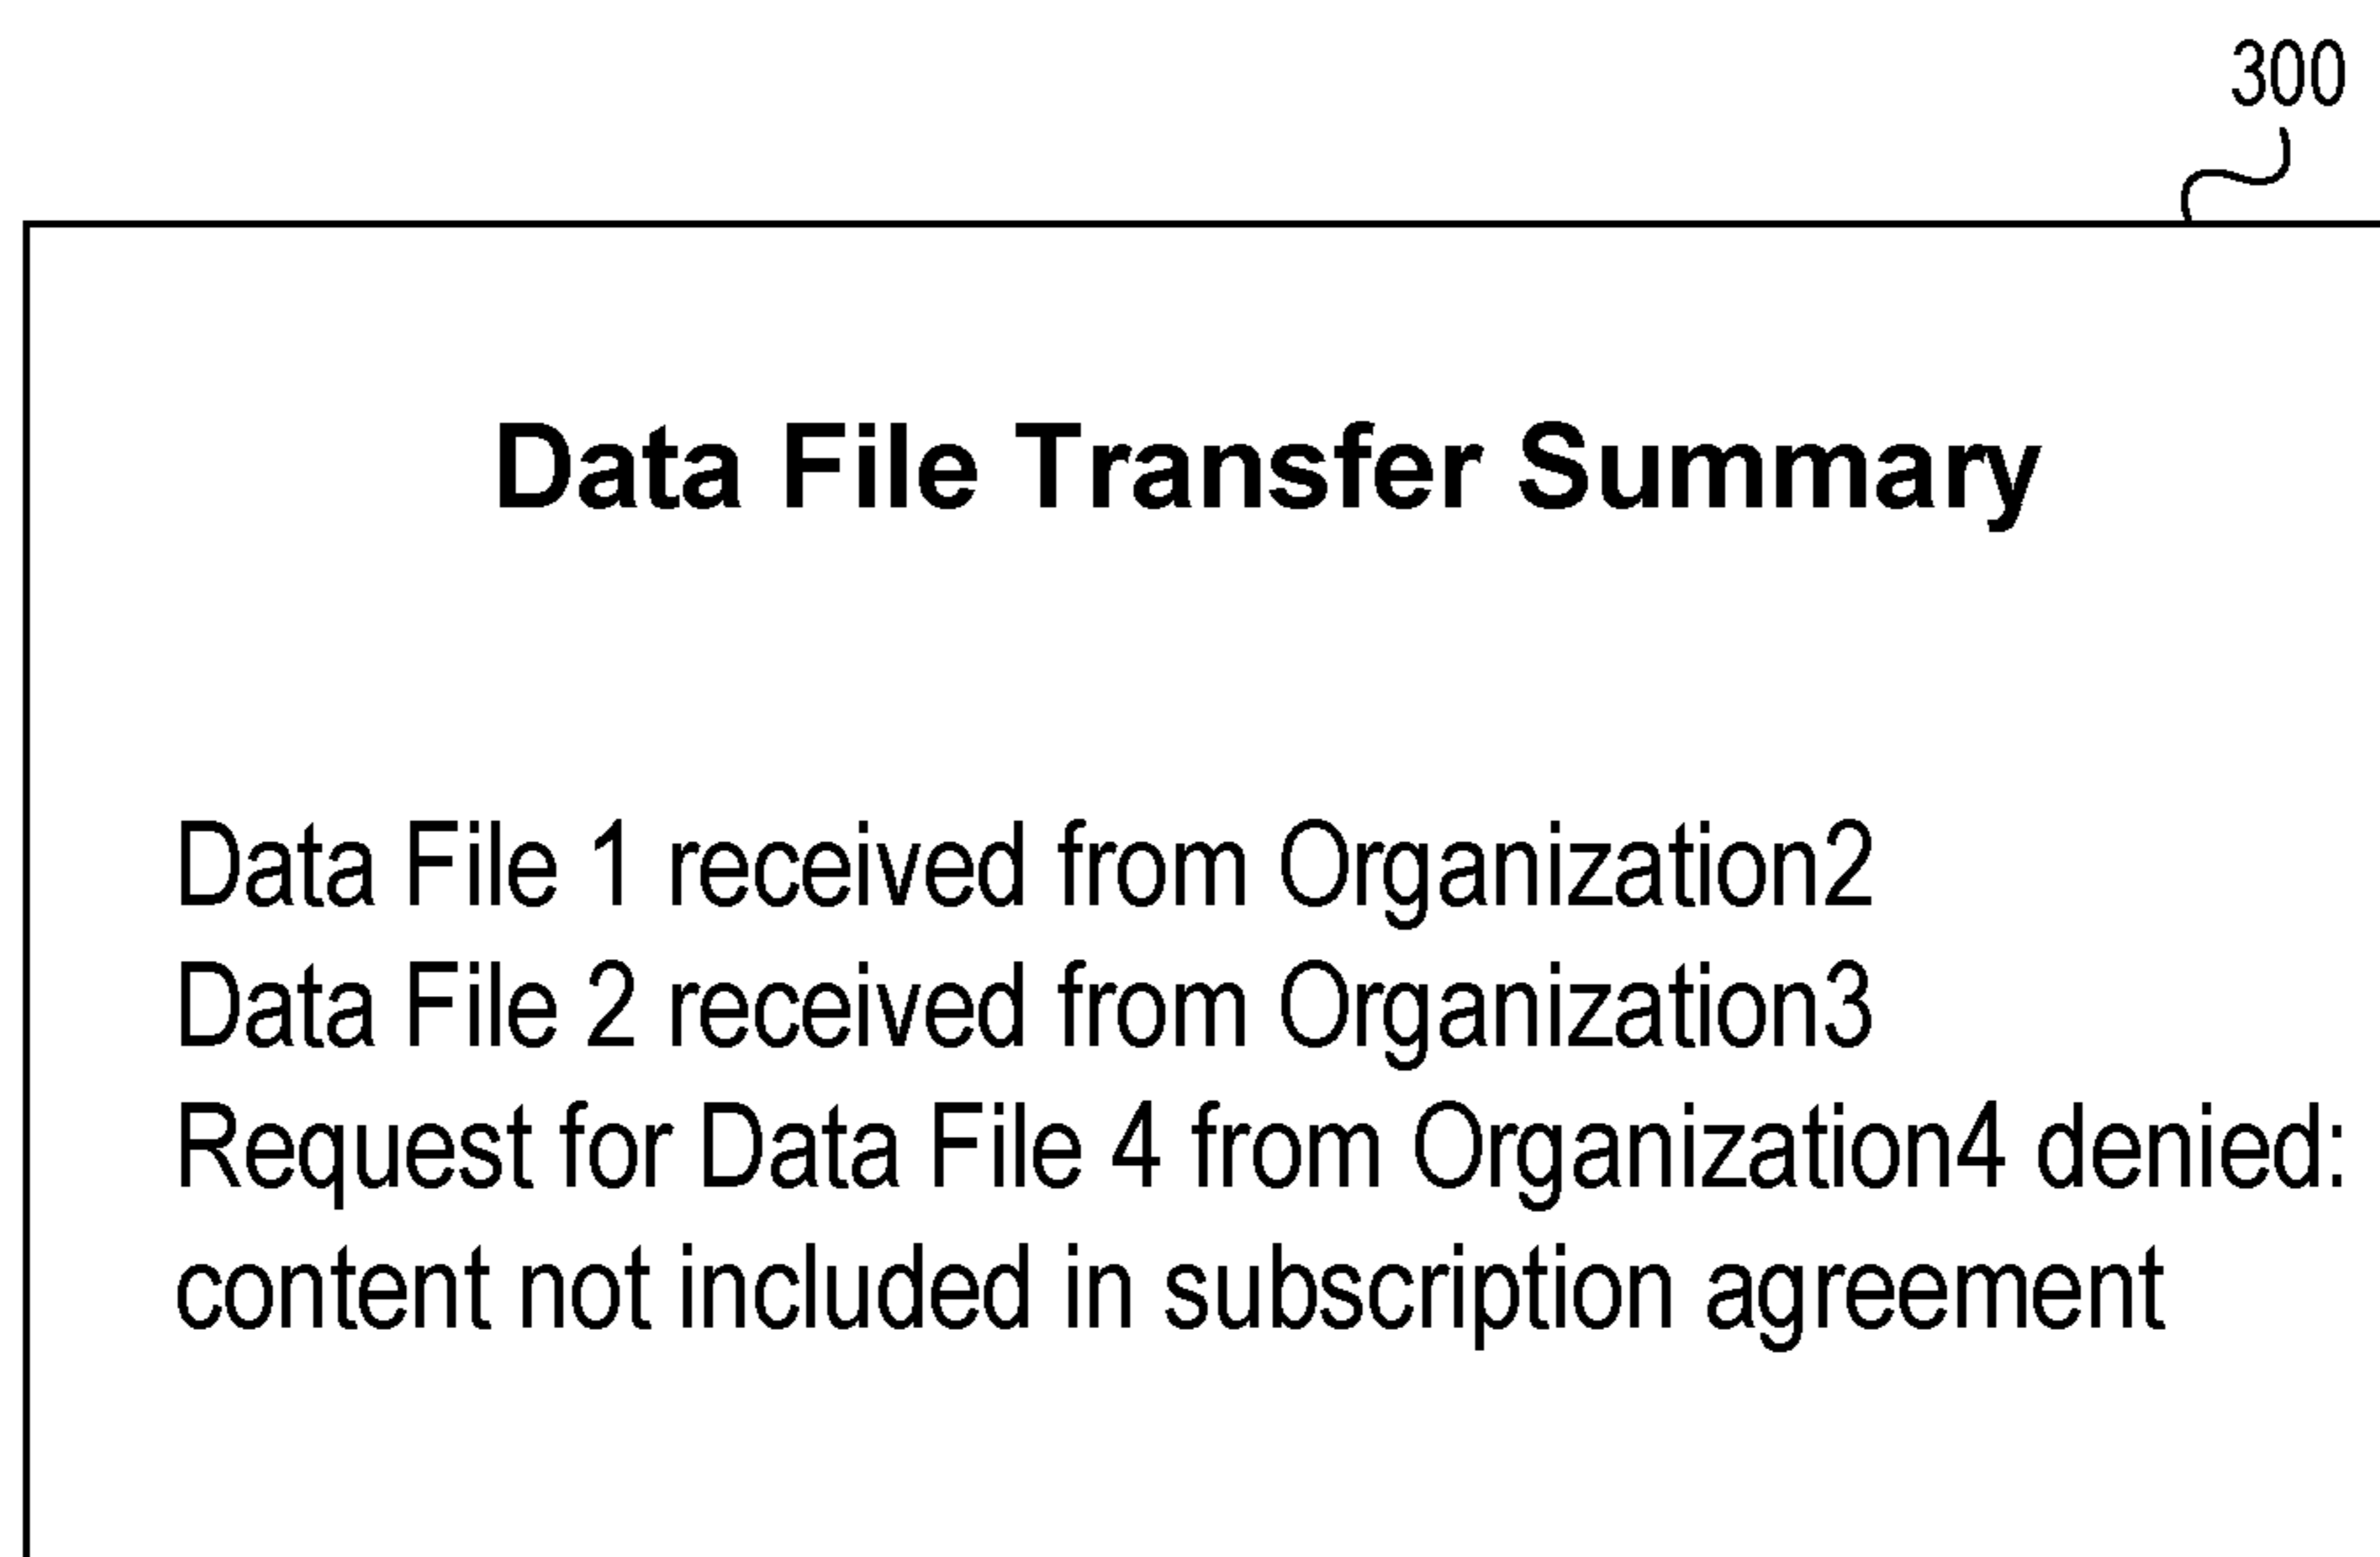 300
Data File Transfer Summary
Data File 1 received from Organization2
Data File 2 received from Organization3
Request for Data File 4 from Organization4 denied:
content not included in subscription agreement